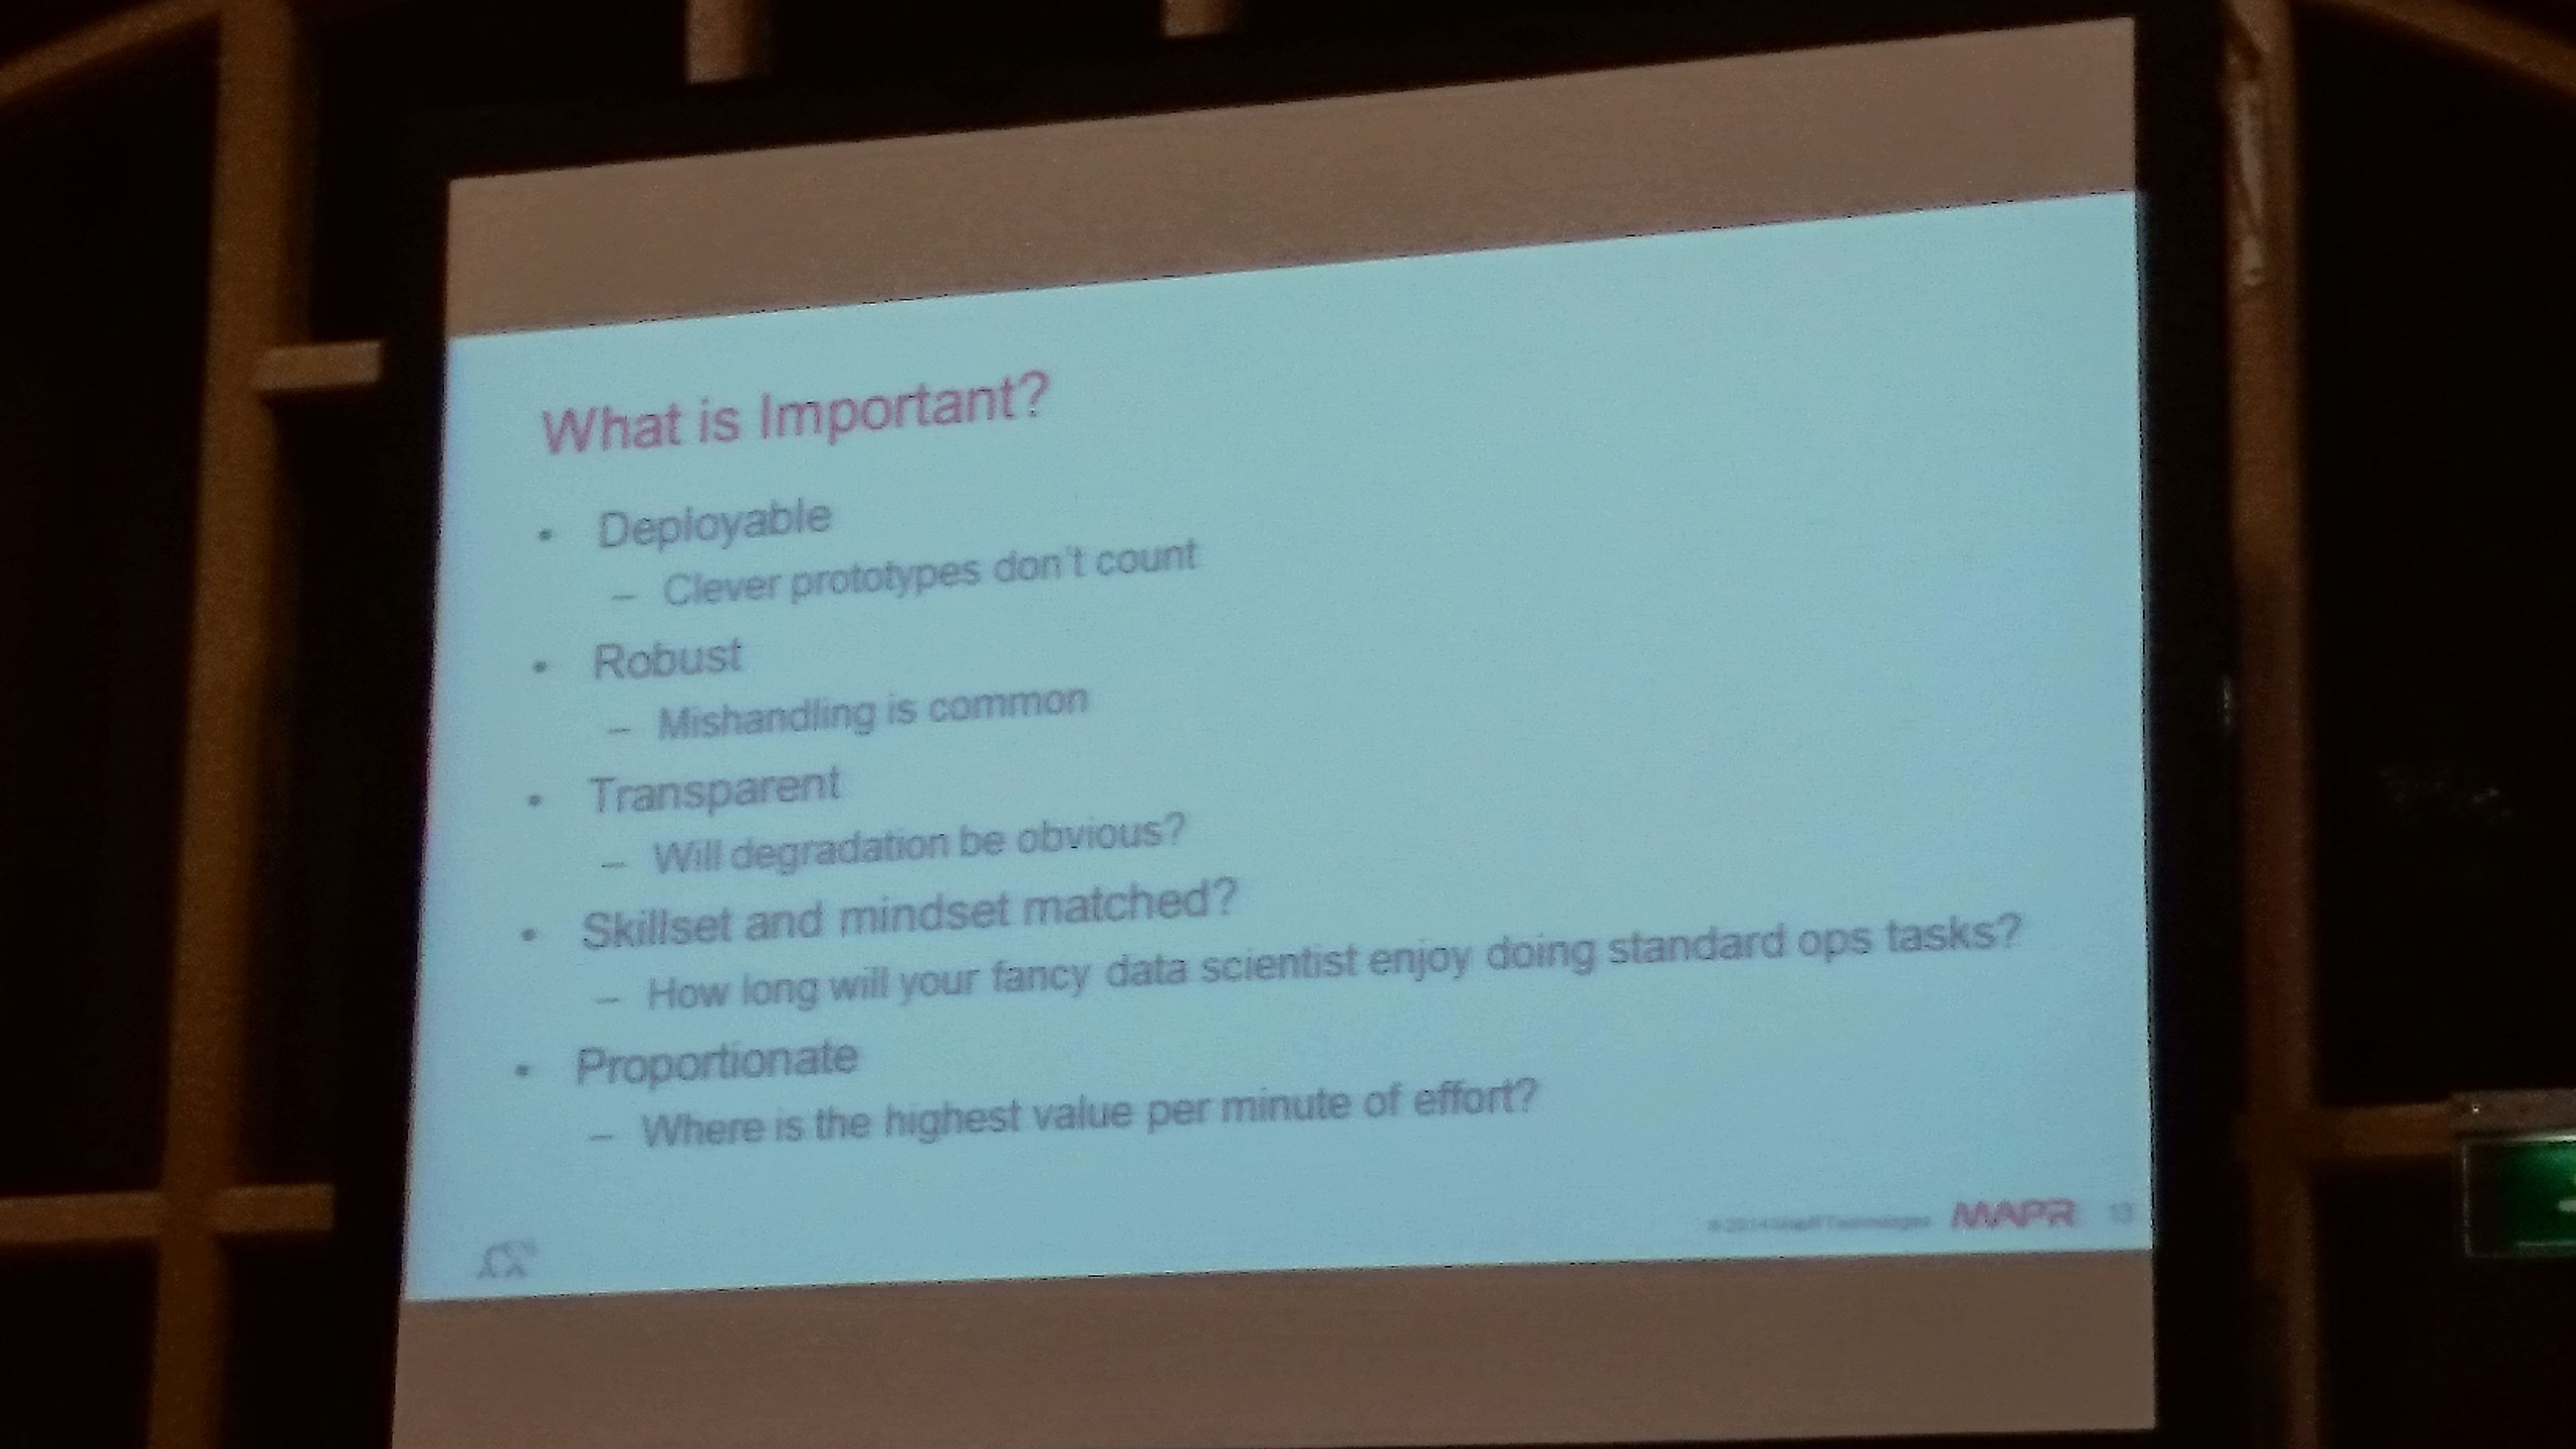 What is Important?
• Deployable
– Clever prototypes don't count
• Robust
– Mishandling is common
• Transparent
– Will degradation be obvious?
• Skillset and mindset matched?
– How long will your fancy data scientist enjoy doing standard ops tasks?
• Proportionate
– Where is the highest value per minute of effort?
© 2014 MapR Technologies MAPR 13